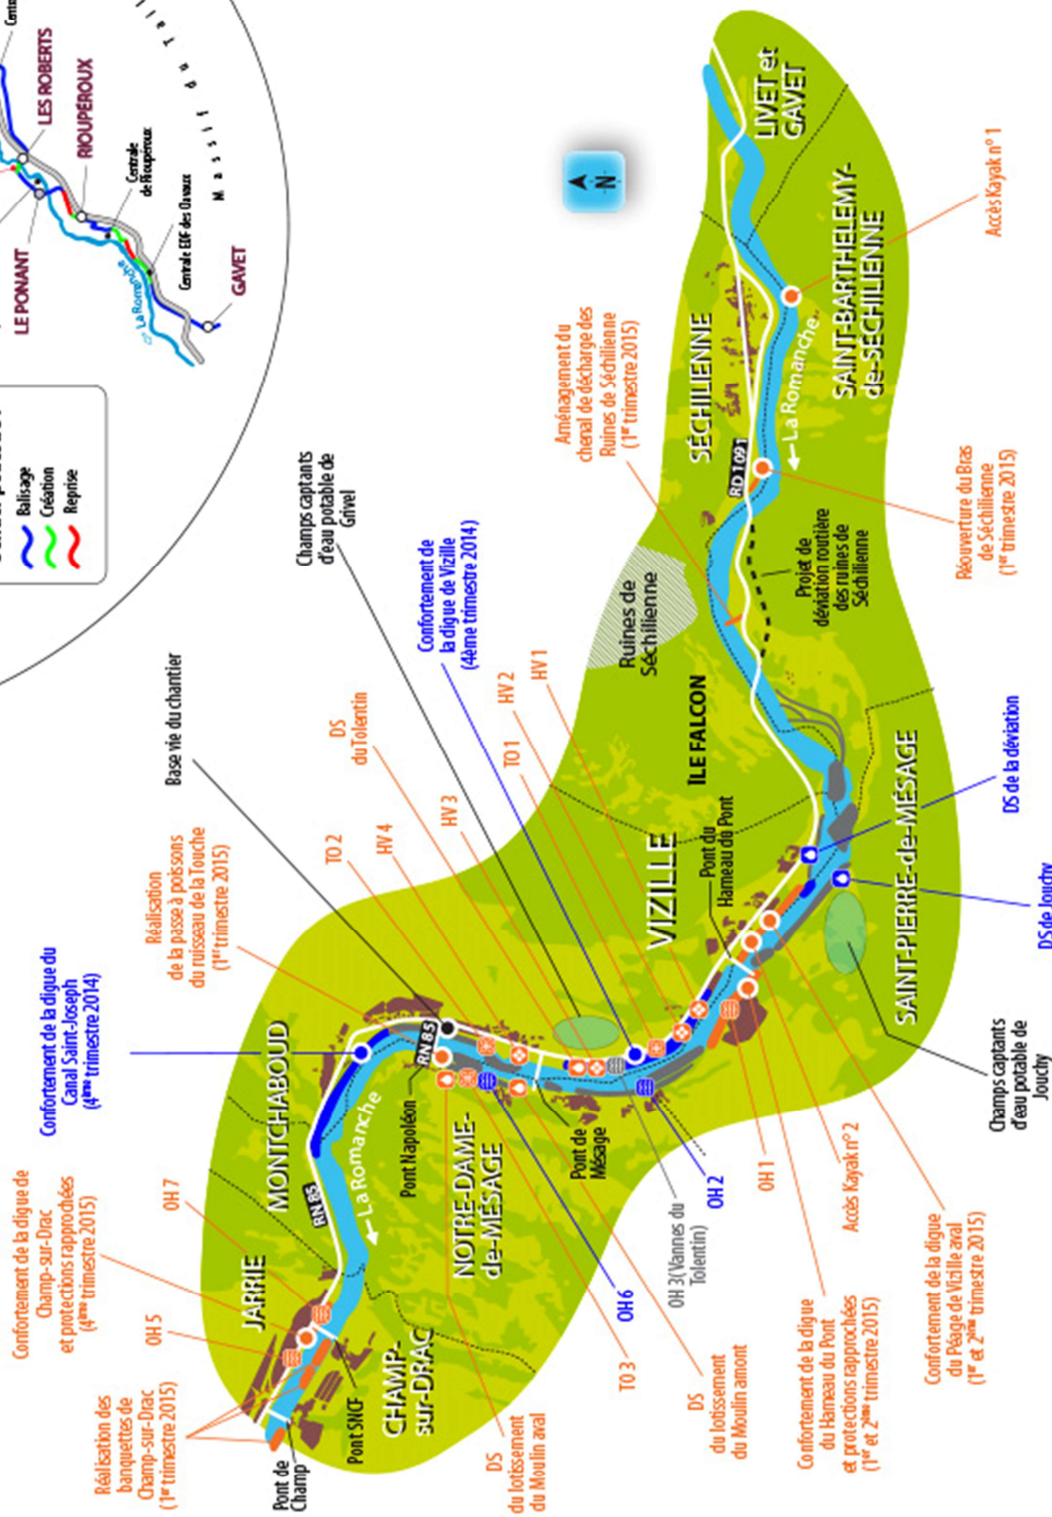 Centr
LES ROBERTS
RIOUPÉROUX
Massif du Tail
Centrale
de Rioupéroux
Centrale EDF des Clavaux
La Romanche
LE PONANT
GAVET
Balisage
Création
Reprise
N
LIVET et
GAVET
Accès Kayak n° 1
SAINT-BARTHELEMY-
de-SÉCHILIENNE
SÉCHILIENNE
La Romanche
RD 1091
Aménagement du
chenal de décharge des
Ruines de Séchilienne
(1er trimestre 2015)
Réouverture du Bras
de Séchilienne
(1er trimestre 2015)
Projet de
déviation routière
des ruines de
Séchilienne
Ruines de
Séchilienne
Champs captants
d'eau potable de
Grivel
Confortement de
la digue de Vizille
(4ème trimestre 2014)
Base vie du chantier
DS
du Tolentin
HV 1
HV 2
TO 1
HV 3
HV 4
TO 2
ÎLE FALCON
Pont du
Hameau du Pont
VIZILLE
SAINT-PIERRE-de-MÉSAGE
DS de la déviation
DS de Jouchy
Champs captants
d'eau potable de
Jouchy
Réalisation
de la passe à poissons
du ruisseau de la Touche
(1er trimestre 2015)
Confortement de la digue du
Canal Saint-Joseph
(4ème trimestre 2014)
MONTCHABOUD
RN 85
RN 85
La Romanche
Pont Napoléon
NOTRE-DAME-
de-MÉSAGE
Pont de
Mésage
OH 1
OH 2
OH 3 (Vannes du
Tolentin)
Accès Kayak n° 2
Confortement de la digue
du Péage de Vizille aval
(1er et 2ème trimestre 2015)
Confortement de la digue
du Hameau du Pont
et protections rapprochées
(1er et 2ème trimestre 2015)
OH 6
TO 3
DS
du lotissement
du Moulin amont
DS
du lotissement
du Moulin aval
Confortement de la digue de
Champ-sur-Drac
et protections rapprochées
(4ème trimestre 2015)
OH 7
OH 5
JARRIE
CHAMP-
sur-DRAC
Pont SNCF
Pont de
Champ
Réalisation des
banquettes de
Champ-sur-Drac
(1er trimestre 2015)